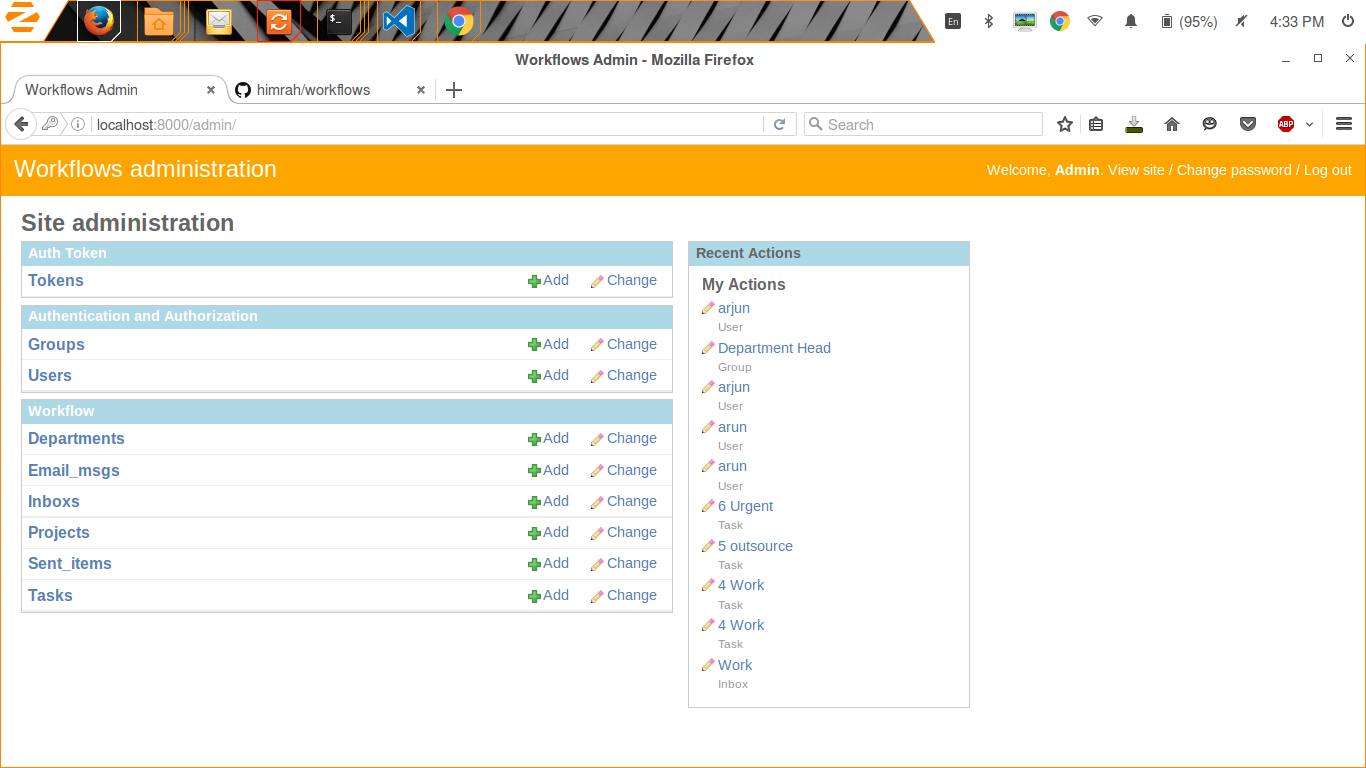 $_
En
(95%)
4:33 PM
Workflows Admin - Mozilla Firefox
Workflows Admin
himrah/workflows
localhost:8000/admin/
Search
ABP
Workflows administration
Welcome, Admin. View site / Change password / Log out
Site administration
Auth Token
Tokens Add Change
Authentication and Authorization
Groups Add Change
Users Add Change
Workflow
Departments Add Change
Email_msgs Add Change
Inboxs Add Change
Projects Add Change
Sent_items Add Change
Tasks Add Change
Recent Actions
My Actions
arjun
User
Department Head
Group
arjun
User
arun
User
arun
User
6 Urgent
Task
5 outsource
Task
4 Work
Task
4 Work
Task
Work
Inbox